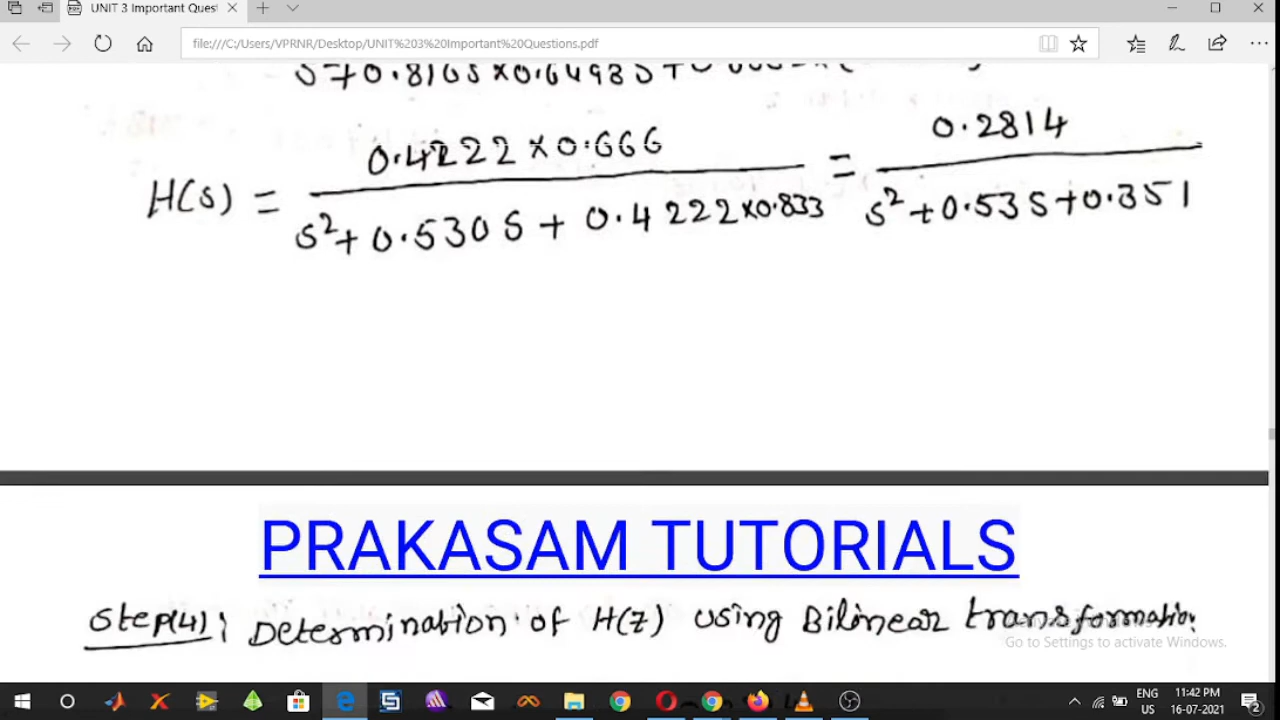 UNIT 3 Important Quest
file:///C:/Users/VPRNR/Desktop/UNIT%203%20Important%20Questions.pdf
0.4222 × 0.666
H(s) = = 0.2814
s² + 0.530 s + 0.4222 × 0.833
s² + 0.53 s + 0.351
PRAKASAM TUTORIALS
Step(4); Determination of H(Z) using Bilinear transformation
Go to Settings to activate Windows.
ENG 11:42 PM
US 16-07-2021
2